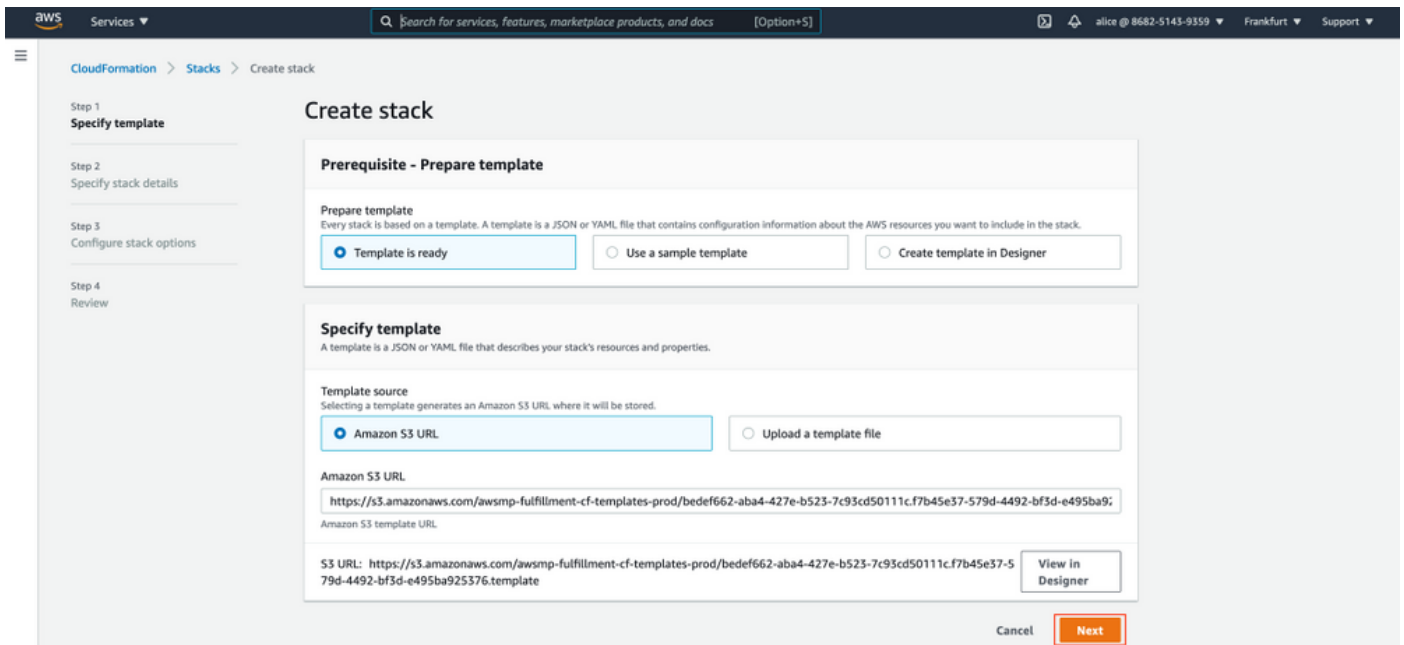 aws Services ▼ Search for services, features, marketplace products, and docs [Option+S] alice @ 8682-5143-9359 ▼ Frankfurt ▼ Support ▼
CloudFormation > Stacks > Create stack
Step 1
Specify template
Step 2
Specify stack details
Step 3
Configure stack options
Step 4
Review
Create stack
Prerequisite - Prepare template
Prepare template
Every stack is based on a template. A template is a JSON or YAML file that contains configuration information about the AWS resources you want to include in the stack.
Template is ready
Use a sample template
Create template in Designer
Specify template
A template is a JSON or YAML file that describes your stack's resources and properties.
Template source
Selecting a template generates an Amazon S3 URL where it will be stored.
Amazon S3 URL
Upload a template file
Amazon S3 URL
https://s3.amazonaws.com/awsmp-fulfillment-cf-templates-prod/bedef662-aba4-427e-b523-7c93cd50111c.f7b45e37-579d-4492-bf3d-e495ba92
Amazon S3 template URL
S3 URL: https://s3.amazonaws.com/awsmp-fulfillment-cf-templates-prod/bedef662-aba4-427e-b523-7c93cd50111c.f7b45e37-5
79d-4492-bf3d-e495ba925376.template
View in
Designer
Cancel
Next